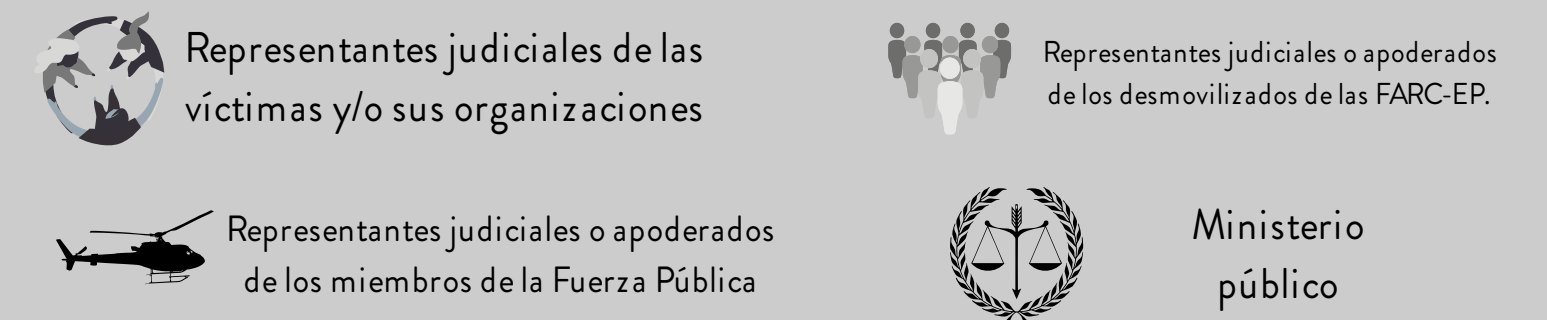 Representantes judiciales de las
víctimas y/o sus organizaciones
Representantes judiciales o apoderados
de los desmovilizados de las FARC-EP.
Representantes judiciales o apoderados
de los miembros de la Fuerza Pública
Ministerio
público